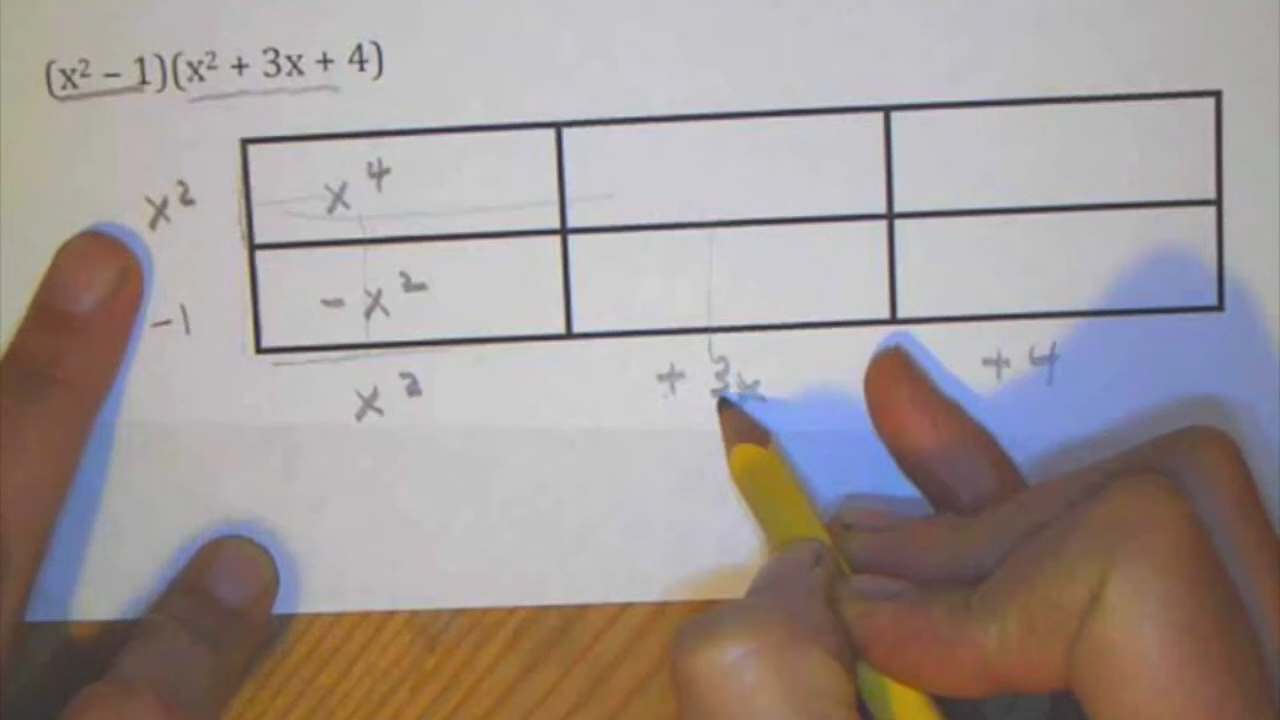 (x² − 1)(x² + 3x + 4)
x²
x⁴
-1
-x²
x²
+ 3x
+ 4